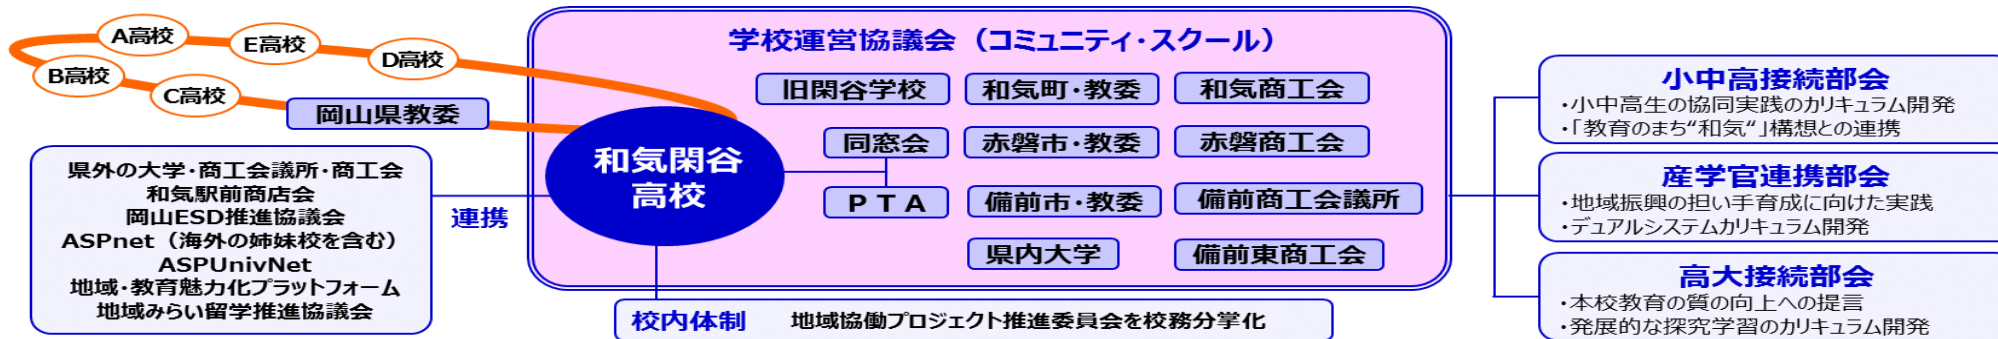 A高校
E高校
D高校
B高校
C高校
岡山県教委
県外の大学・商工会議所・商工会
和気駅前商店会
岡山ESD推進協議会
ASPnet（海外の姉妹校を含む）
ASPUnivNet
地域・教育魅力化プラットフォーム
地域みらい留学推進協議会
連携
和気閑谷
高校
学校運営協議会（コミュニティ・スクール）
旧閑谷学校
和気町・教委
和気商工会
同窓会
赤磐市・教委
赤磐商工会
ＰＴＡ
備前市・教委
備前商工会議所
県内大学
備前東商工会
校内体制 地域協働プロジェクト推進委員会を校務分掌化
小中高接続部会
・小中高生の協同実践のカリキュラム開発
・「教育のまち“和気“」構想との連携
産学官連携部会
・地域振興の担い手育成に向けた実践
・デュアルシステムカリキュラム開発
高大接続部会
・本校教育の質の向上への提言
・発展的な探究学習のカリキュラム開発